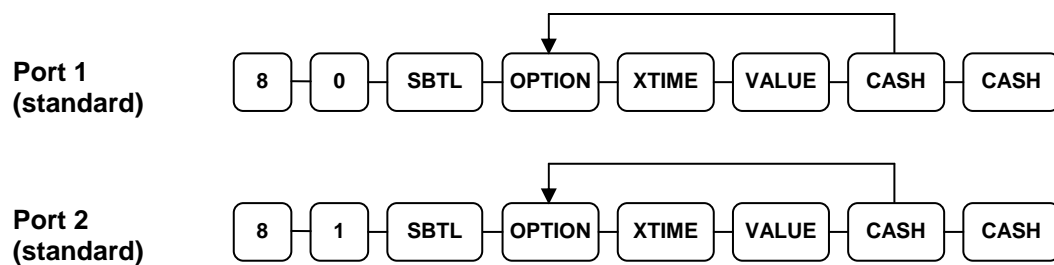 Port 1
(standard)
8 0 SBTL OPTION XTIME VALUE CASH CASH
Port 2
(standard)
8 1 SBTL OPTION XTIME VALUE CASH CASH